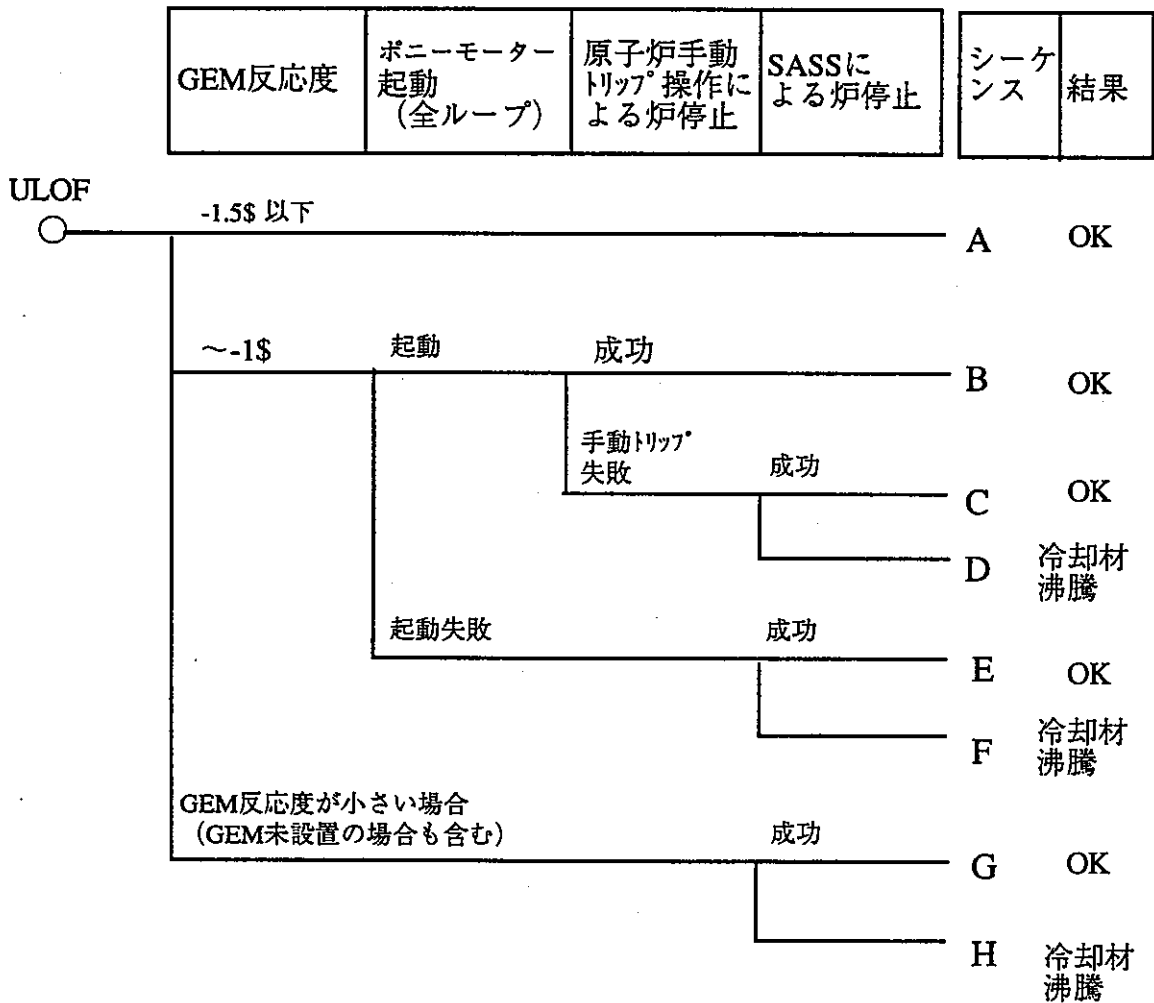 GEM反応度
ポニーモーター
起動
（全ループ）
原子炉手動
ﾄﾘｯﾌﾟ操作に
よる炉停止
SASSに
よる炉停止
シーケ
ンス
結果
ULOF
-1.5$ 以下
A
OK
～-1$
起動
成功
B
OK
手動ﾄﾘｯﾌﾟ
失敗
成功
C
OK
D
冷却材
沸騰
起動失敗
成功
E
OK
F
冷却材
沸騰
GEM反応度が小さい場合
（GEM未設置の場合も含む）
成功
G
OK
H
冷却材
沸騰